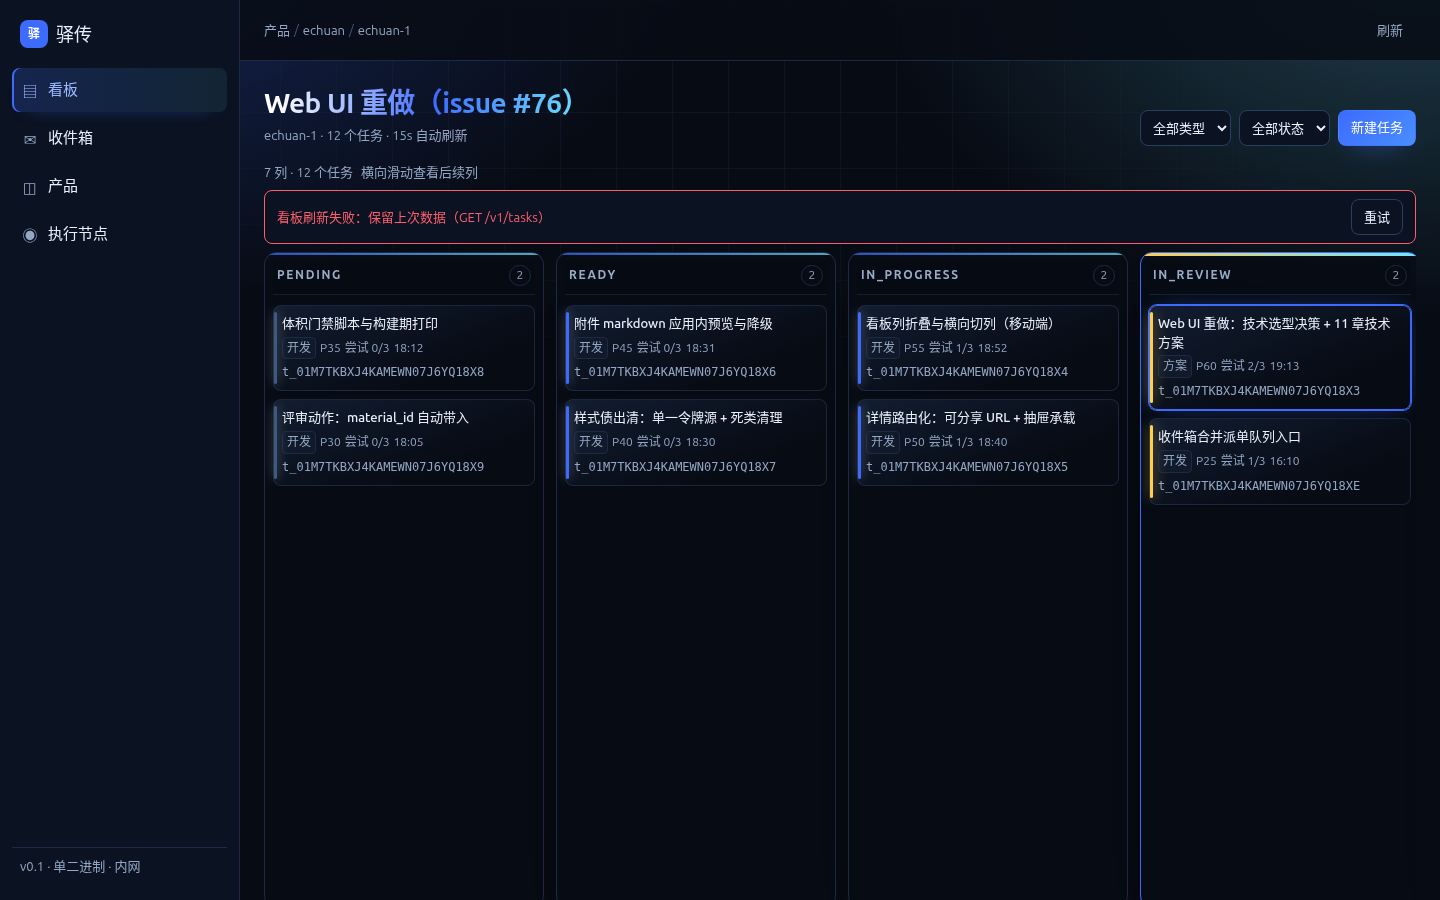 驿 驿传
看板
收件箱
产品
执行节点
v0.1 · 单二进制 · 内网
产品 / echuan / echuan-1
刷新
Web UI 重做（issue #76）
echuan-1 · 12 个任务 · 15s 自动刷新
全部类型
全部状态
新建任务
7 列 · 12 个任务 横向滑动查看后续列
看板刷新失败：保留上次数据（GET /v1/tasks）
重试
PENDING 2
体积门禁脚本与构建期打印
开发 P35 尝试 0/3 18:12
t_01M7TKBXJ4KAMEWN07J6YQ18X8
评审动作：material_id 自动带入
开发 P30 尝试 0/3 18:05
t_01M7TKBXJ4KAMEWN07J6YQ18X9
READY 2
附件 markdown 应用内预览与降级
开发 P45 尝试 0/3 18:31
t_01M7TKBXJ4KAMEWN07J6YQ18X6
样式债出清：单一令牌源 + 死类清理
开发 P40 尝试 0/3 18:30
t_01M7TKBXJ4KAMEWN07J6YQ18X7
IN_PROGRESS 2
看板列折叠与横向切列（移动端）
开发 P55 尝试 1/3 18:52
t_01M7TKBXJ4KAMEWN07J6YQ18X4
详情路由化：可分享 URL + 抽屉承载
开发 P50 尝试 1/3 18:40
t_01M7TKBXJ4KAMEWN07J6YQ18X5
IN_REVIEW 2
Web UI 重做：技术选型决策 + 11 章技术
方案
方案 P60 尝试 2/3 19:13
t_01M7TKBXJ4KAMEWN07J6YQ18X3
收件箱合并派单队列入口
开发 P25 尝试 1/3 16:10
t_01M7TKBXJ4KAMEWN07J6YQ18XE